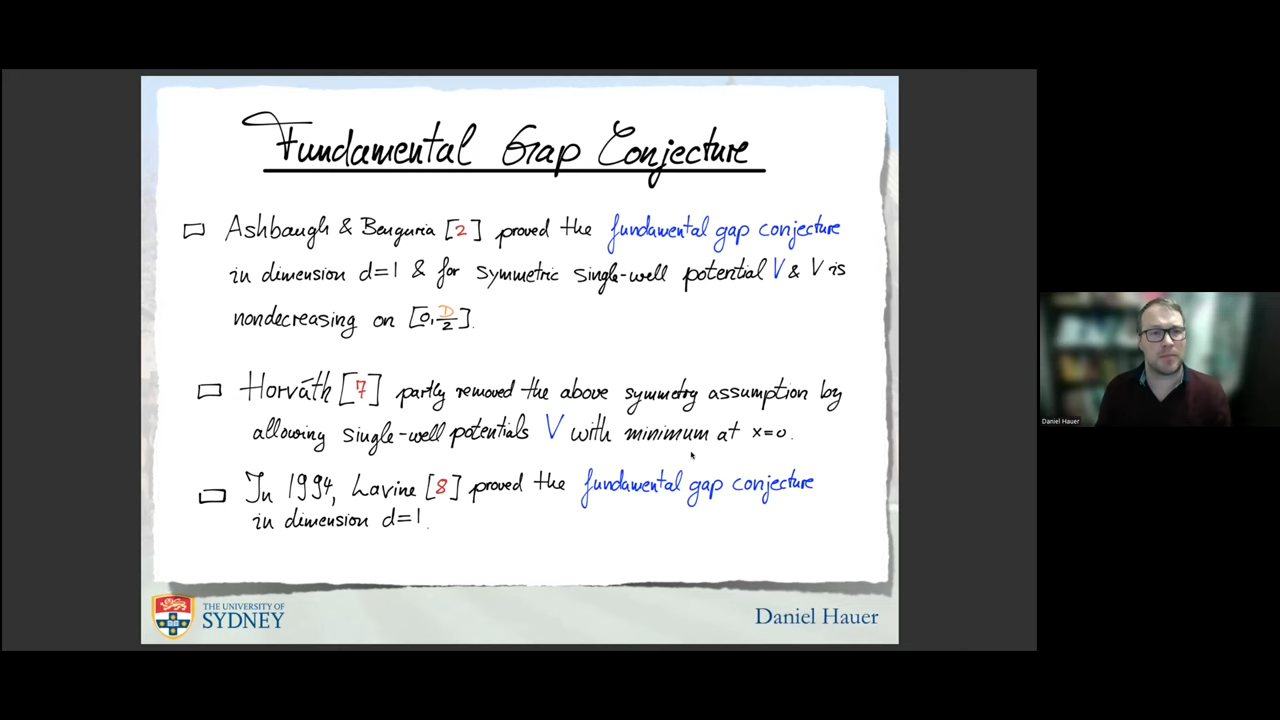 Fundamental Gap Conjecture
Ashbaugh & Benguria [2] proved the fundamental gap conjecture
in dimension d=1 & for symmetric single-well potential V & V is
nondecreasing on [0, D/2].
Horváth [7] partly removed the above symmetry assumption by
allowing single-well potentials V with minimum at x=0.
In 1994, Lavine [8] proved the fundamental gap conjecture
in dimension d=1.
THE UNIVERSITY OF
SYDNEY
Daniel Hauer
Daniel Hauer